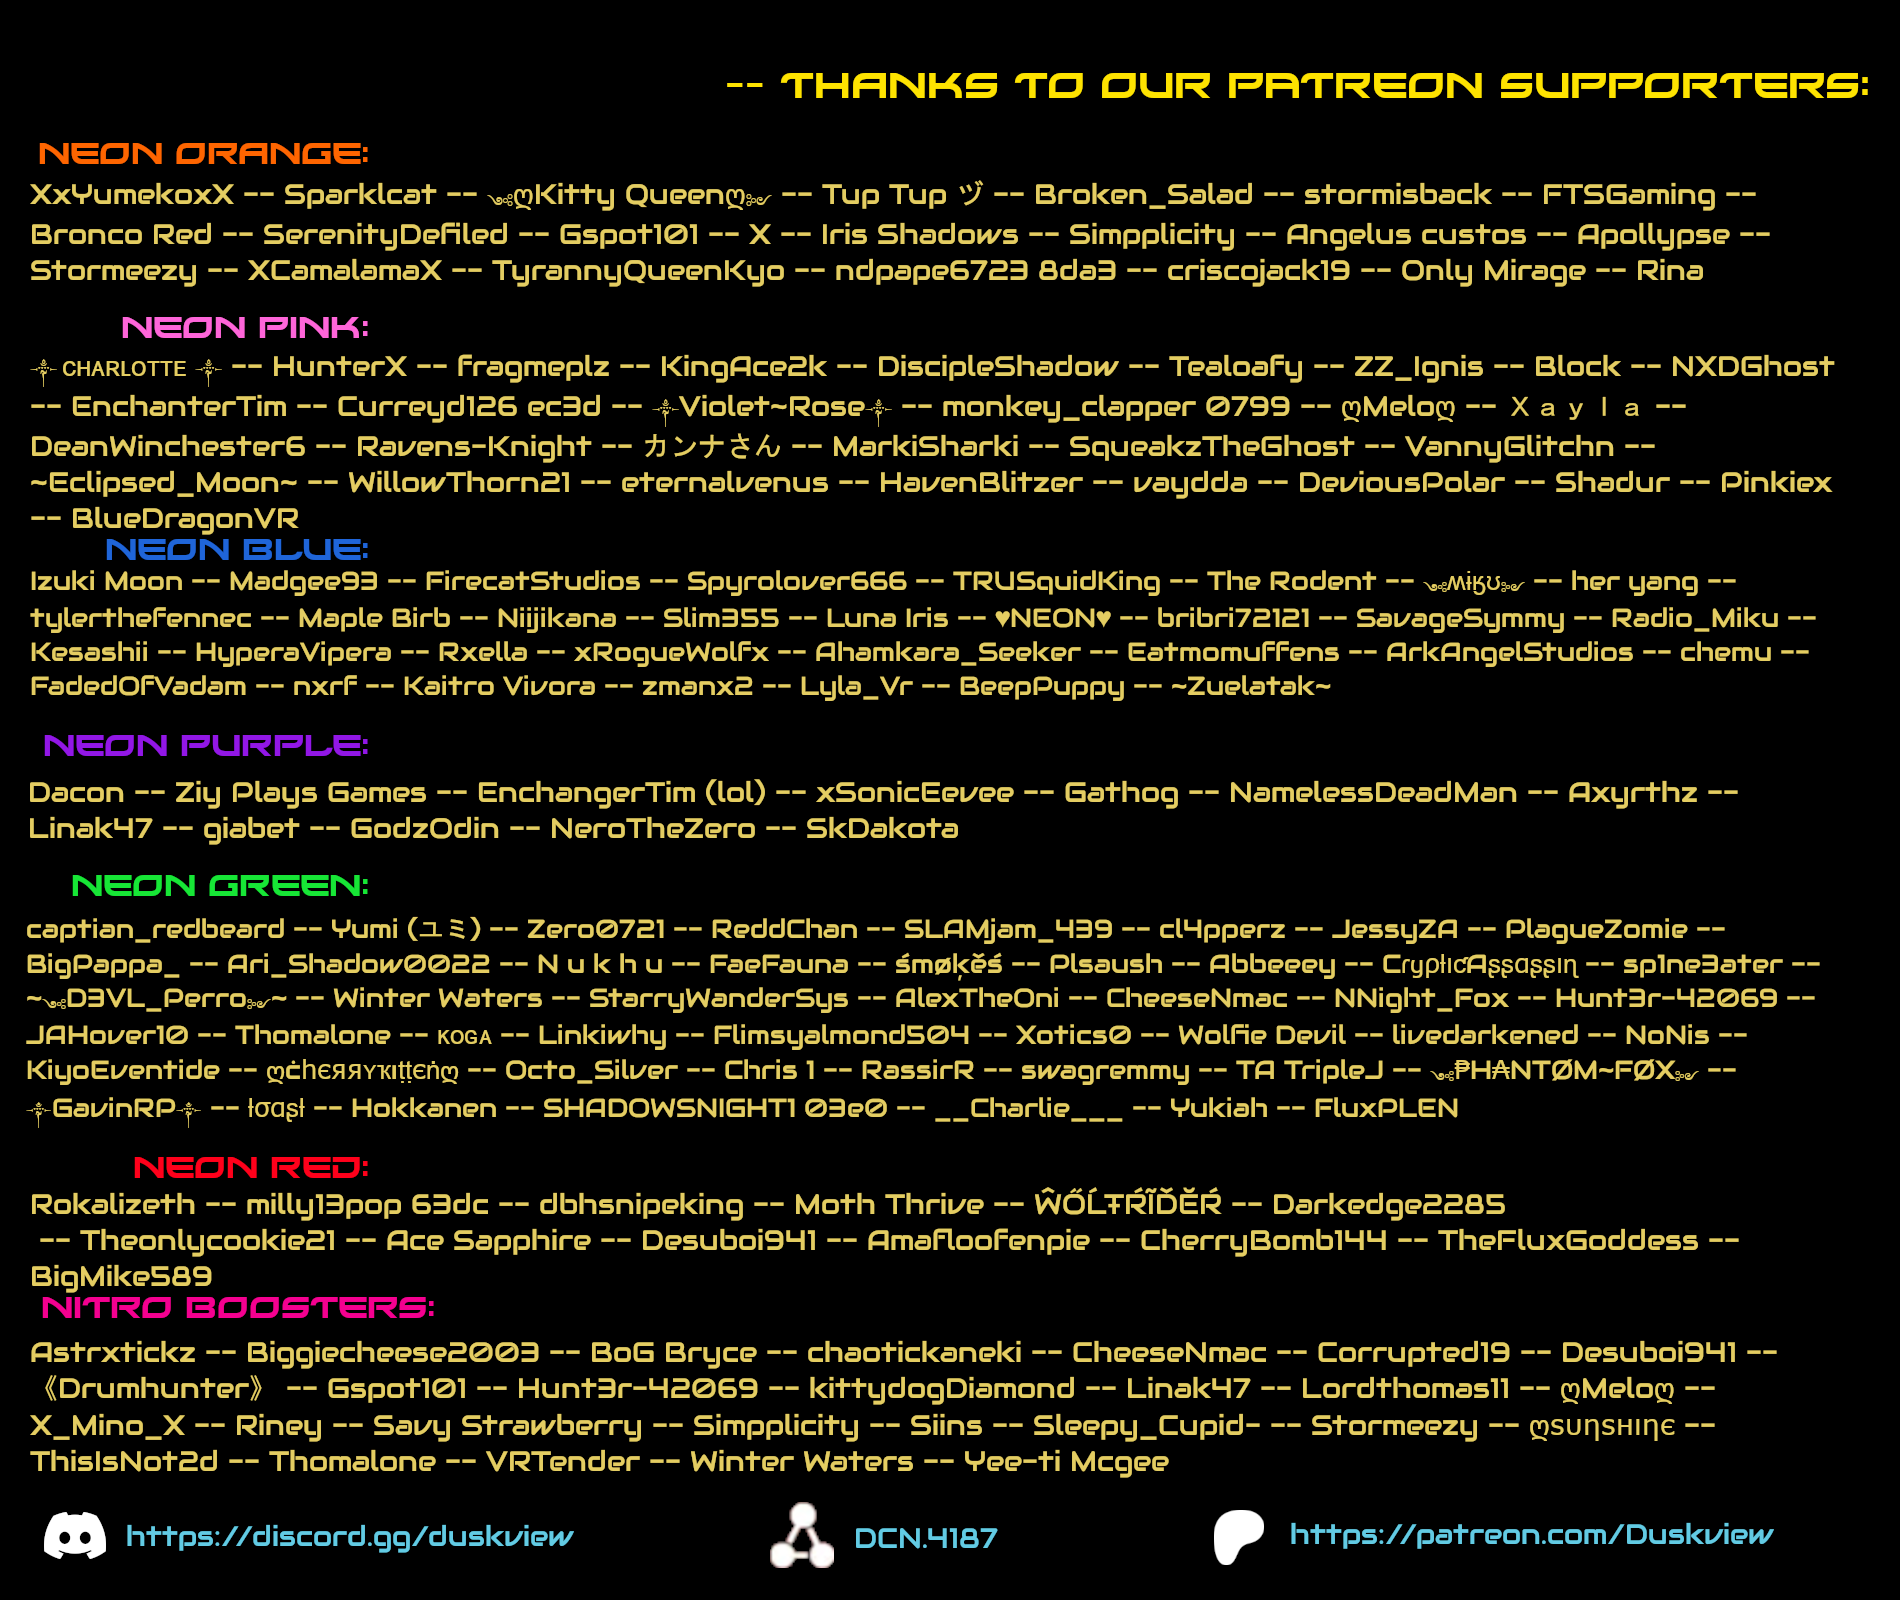 -- THANKS TO OUR PATREON SUPPORTERS:
NEON ORANGE:
XxYumekoxX -- Sparklcat -- ༺ღKitty Queenღ༻ -- Tup Tup ヅ -- Broken_Salad -- stormisback -- FTSGaming --
Bronco Red -- SerenityDefiled -- Gspot101 -- X -- Iris Shadows -- Simpplicity -- Angelus custos -- Apollypse --
Stormeezy -- XCamalamaX -- TyrannyQueenKyo -- ndpape6723 8da3 -- criscojack19 -- Only Mirage -- Rina
NEON PINK:
༒ ᴄʜᴀʀʟᴏᴛᴛᴇ ༒ -- HunterX -- fragmeplz -- KingAce2k -- DiscipleShadow -- Tealoafy -- ZZ_Ignis -- Block -- NXDGhost
-- EnchanterTim -- Curreyd126 ec3d -- ༒Violet~Rose༒ -- monkey_clapper 0799 -- ღMeloღ -- Ｘａｙｌａ --
DeanWinchester6 -- Ravens-Knight -- カンナさん -- MarkiSharki -- SqueakzTheGhost -- VannyGlitchn --
~Eclipsed_Moon~ -- WillowThorn21 -- eternalvenus -- HavenBlitzer -- vaydda -- DeviousPolar -- Shadur -- Pinkiex
-- BlueDragonVR
NEON BLUE:
Izuki Moon -- Madgee93 -- FirecatStudios -- Spyrolover666 -- TRUSquidKing -- The Rodent -- ༺ʍɨӄʊ༻ -- her yang --
tylerthefennec -- Maple Birb -- Niijikana -- Slim355 -- Luna Iris -- ♥NEON♥ -- bribri72121 -- SavageSymmy -- Radio_Miku --
Kesashii -- HyperaVipera -- Rxella -- xRogueWolfx -- Ahamkara_Seeker -- Eatmomuffens -- ArkAngelStudios -- chemu --
FadedOfVadam -- nxrf -- Kaitro Vivora -- zmanx2 -- Lyla_Vr -- BeepPuppy -- ~Zuelatak~
NEON PURPLE:
Dacon -- Ziy Plays Games -- EnchangerTim (lol) -- xSonicEevee -- Gathog -- NamelessDeadMan -- Axyrthz --
Linak47 -- giabet -- GodzOdin -- NeroTheZero -- SkDakota
NEON GREEN:
captian_redbeard -- Yumi (ユミ) -- Zero0721 -- ReddChan -- SLAMjam_439 -- cl4pperz -- JessyZA -- PlagueZomie --
BigPappa_ -- Ari_Shadow0022 -- N u k h u -- FaeFauna -- śmøķěś -- Plsaush -- Abbeeey -- Cɾყρƚιƈ𝐀ʂʂɑʂʂιɳ -- sp1ne3ater --
~༺D3VL_Perro༻~ -- Winter Waters -- StarryWanderSys -- AlexTheOni -- CheeseNmac -- NNight_Fox -- Hunt3r-42069 --
JAHover10 -- Thomalone -- ᴋᴏɢᴀ -- Linkiwhy -- Flimsyalmond504 -- Xotics0 -- Wolfie Devil -- livedarkened -- NoNis --
KiyoEventide -- ღċhєяяʏҡıţţєṅღ -- Octo_Silver -- Chris 1 -- RassirR -- swagremmy -- TA TripleJ -- ༺₱H₳NTØM~FØX༻ --
༒GavinRP༒ -- ƚσɑʂƚ -- Hokkanen -- SHADOWSNIGHT1 03e0 -- __Charlie___ -- Yukiah -- FluxPLEN
NEON RED:
Rokalizeth -- milly13pop 63dc -- dbhsnipeking -- Moth Thrive -- ŴŐĹŦŔĨĎĔŔ -- Darkedge2285
-- Theonlycookie21 -- Ace Sapphire -- Desuboi941 -- Amafloofenpie -- CherryBomb144 -- TheFluxGoddess --
BigMike589
NITRO BOOSTERS:
Astrxtickz -- Biggiecheese2003 -- BoG Bryce -- chaotickaneki -- CheeseNmac -- Corrupted19 -- Desuboi941 --
《Drumhunter》 -- Gspot101 -- Hunt3r-42069 -- kittydogDiamond -- Linak47 -- Lordthomas11 -- ღMeloღ --
X_Mino_X -- Riney -- Savy Strawberry -- Simpplicity -- Siins -- Sleepy_Cupid- -- Stormeezy -- ღѕυηѕнιηє --
ThisIsNot2d -- Thomalone -- VRTender -- Winter Waters -- Yee-ti Mcgee
https://discord.gg/duskview
DCN.4187
https://patreon.com/Duskview